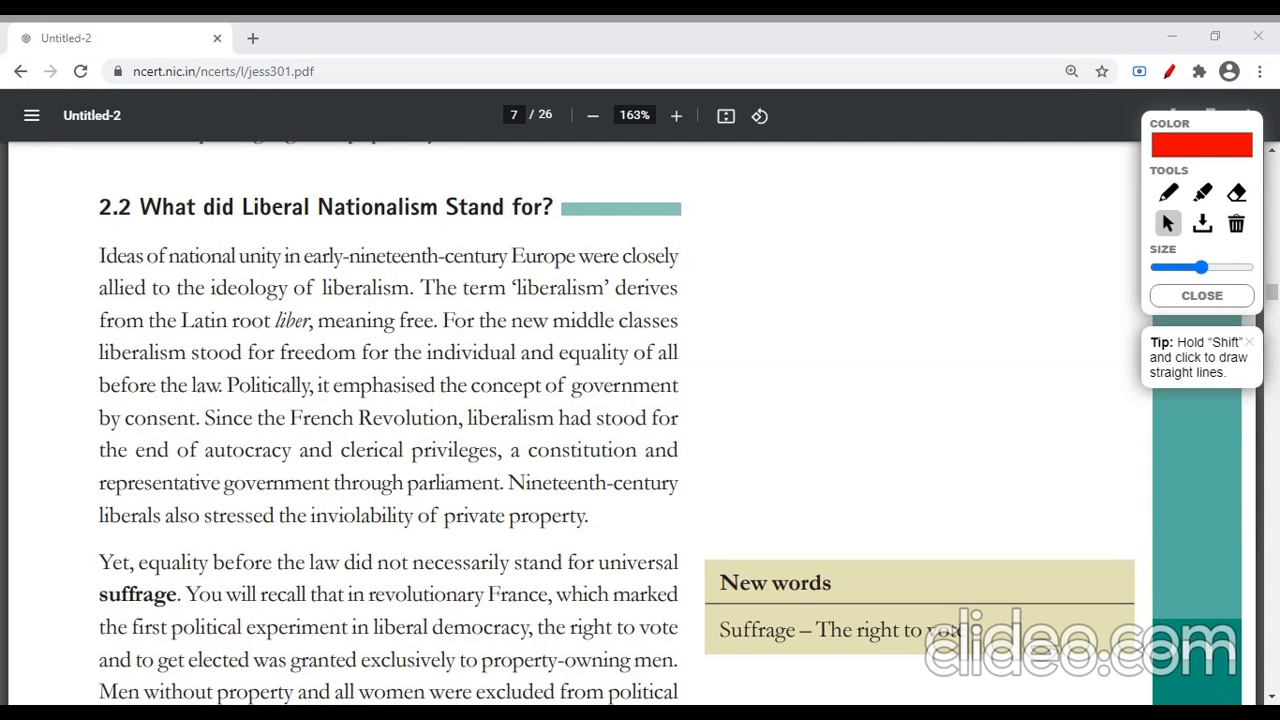 Untitled-2
ncert.nic.in/ncerts/l/jess301.pdf
Untitled-2
7 / 26
163%
COLOR
TOOLS
SIZE
CLOSE
Tip: Hold “Shift”
and click to draw
straight lines.
2.2 What did Liberal Nationalism Stand for?
Ideas of national unity in early-nineteenth-century Europe were closely
allied to the ideology of liberalism. The term ‘liberalism’ derives
from the Latin root liber, meaning free. For the new middle classes
liberalism stood for freedom for the individual and equality of all
before the law. Politically, it emphasised the concept of government
by consent. Since the French Revolution, liberalism had stood for
the end of autocracy and clerical privileges, a constitution and
representative government through parliament. Nineteenth-century
liberals also stressed the inviolability of private property.
Yet, equality before the law did not necessarily stand for universal
suffrage. You will recall that in revolutionary France, which marked
the first political experiment in liberal democracy, the right to vote
and to get elected was granted exclusively to property-owning men.
Men without property and all women were excluded from political
New words
Suffrage – The right to vote
clideo.com